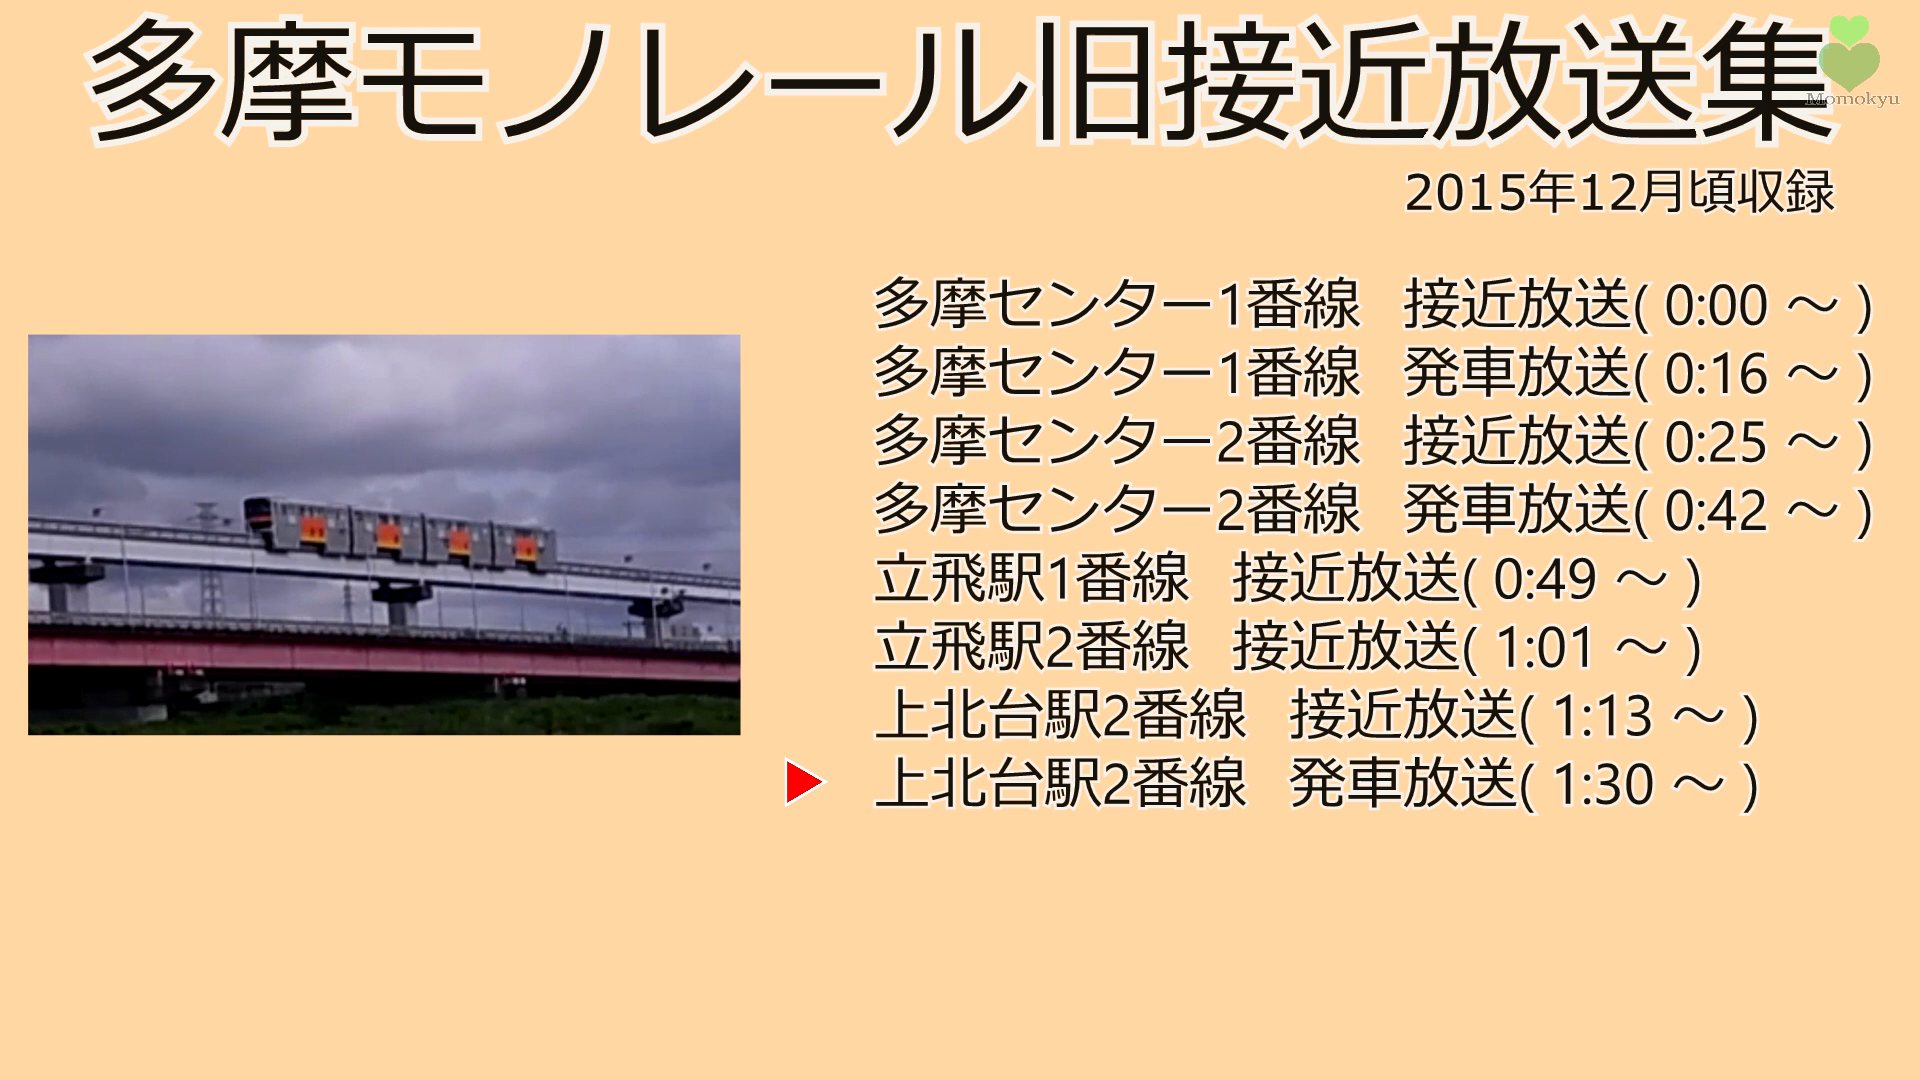 多摩モノレール旧接近放送集
Momokyu
2015年12月頃収録
多摩センター1番線 接近放送( 0:00 ～ )
多摩センター1番線 発車放送( 0:16 ～ )
多摩センター2番線 接近放送( 0:25 ～ )
多摩センター2番線 発車放送( 0:42 ～ )
立飛駅1番線 接近放送( 0:49 ～ )
立飛駅2番線 接近放送( 1:01 ～ )
上北台駅2番線 接近放送( 1:13 ～ )
上北台駅2番線 発車放送( 1:30 ～ )